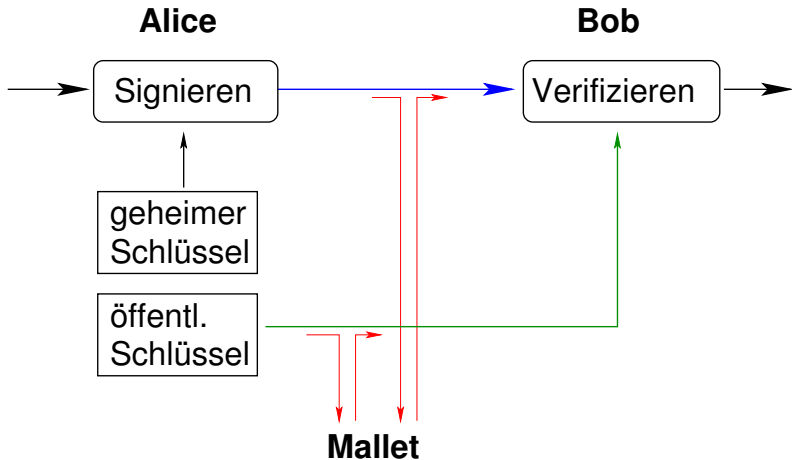 Alice
Bob
Signieren
Verifizieren
geheimer
Schlüssel
öffentl.
Schlüssel
Mallet